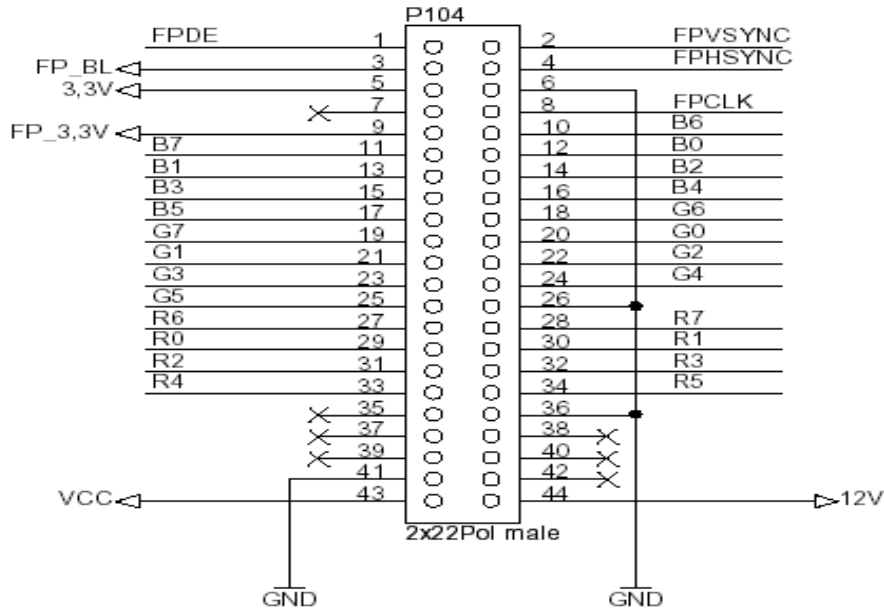 P104
FPDE 1 2 FPVSYNC
FP_BL 3 4 FPHSYNC
3,3V 5 6
7 8 FPCLK
FP_3,3V 9 10 B6
B7 11 12 B0
B1 13 14 B2
B3 15 16 B4
B5 17 18 G6
G7 19 20 G0
G1 21 22 G2
G3 23 24 G4
G5 25 26
R6 27 28 R7
R0 29 30 R1
R2 31 32 R3
R4 33 34 R5
35 36
37 38
39 40
41 42
VCC 43 44 12V
2x22Pol male
GND GND